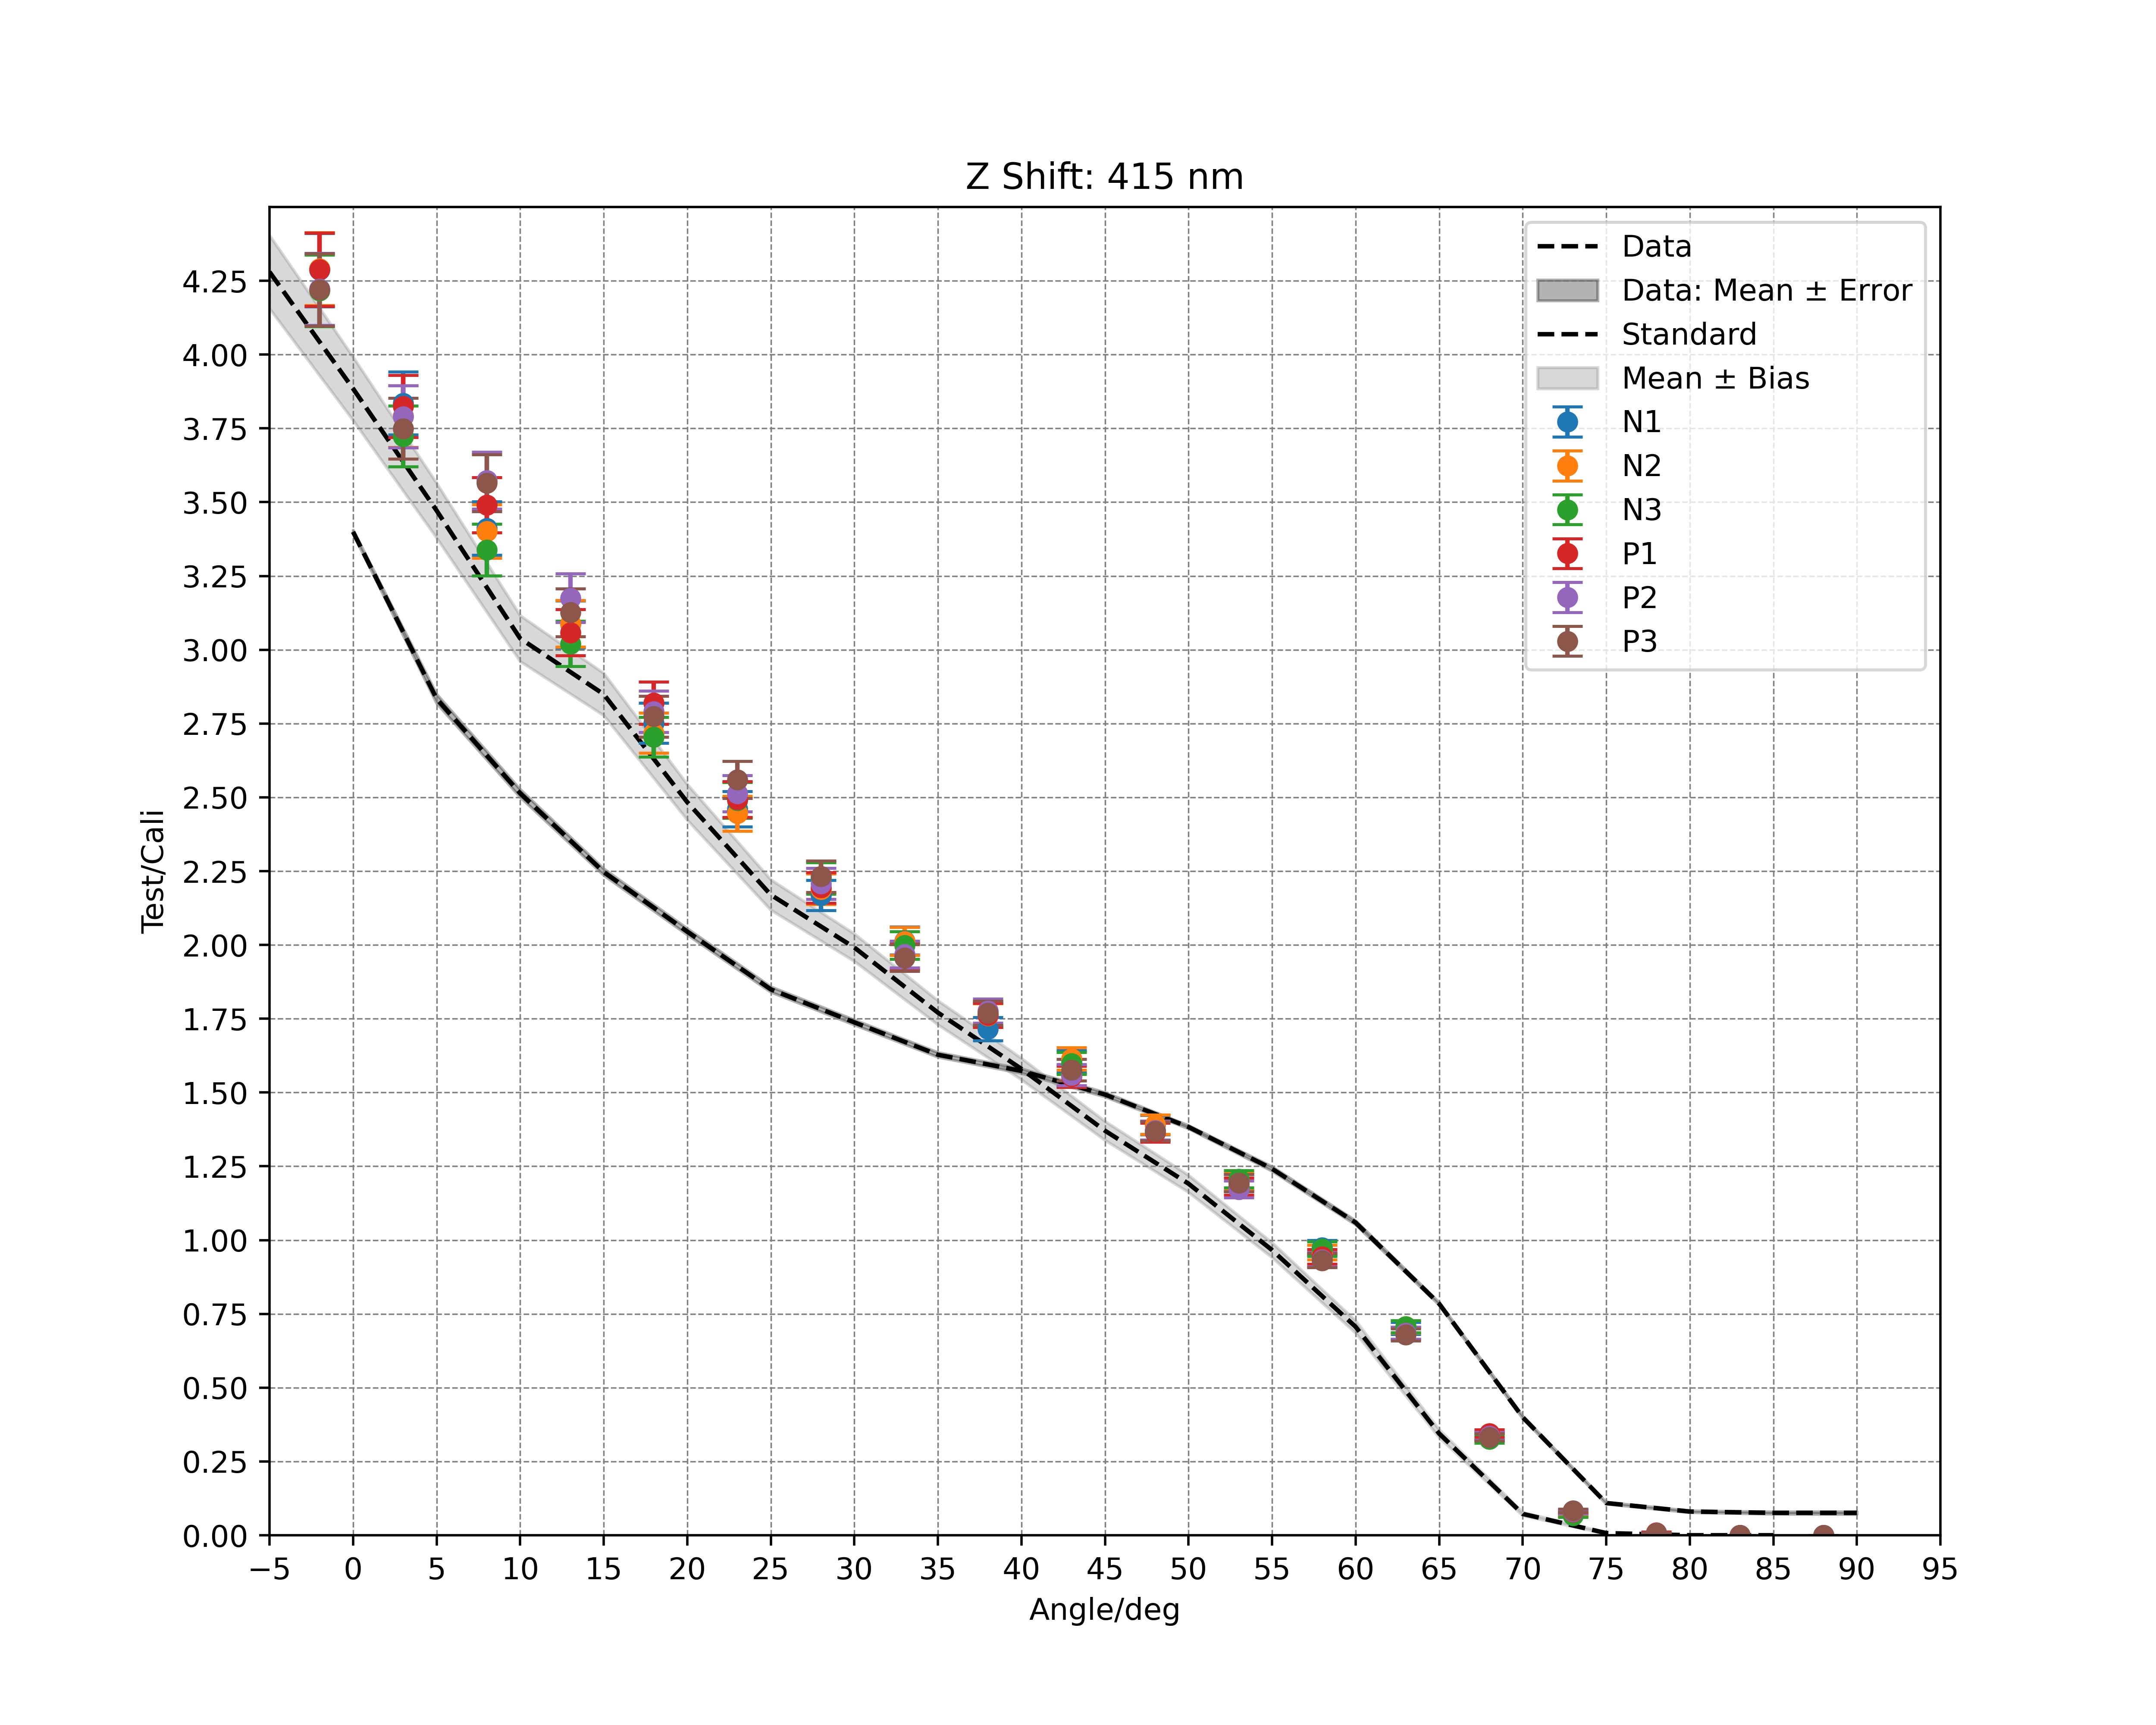 Z Shift: 415 nm
Test/Cali
4.25
4.00
3.75
3.50
3.25
3.00
2.75
2.50
2.25
2.00
1.75
1.50
1.25
1.00
0.75
0.50
0.25
0.00
Data
Data: Mean ± Error
Standard
Mean ± Bias
N1
N2
N3
P1
P2
P3
−5 0 5 10 15 20 25 30 35 40 45 50 55 60 65 70 75 80 85 90 95
Angle/deg